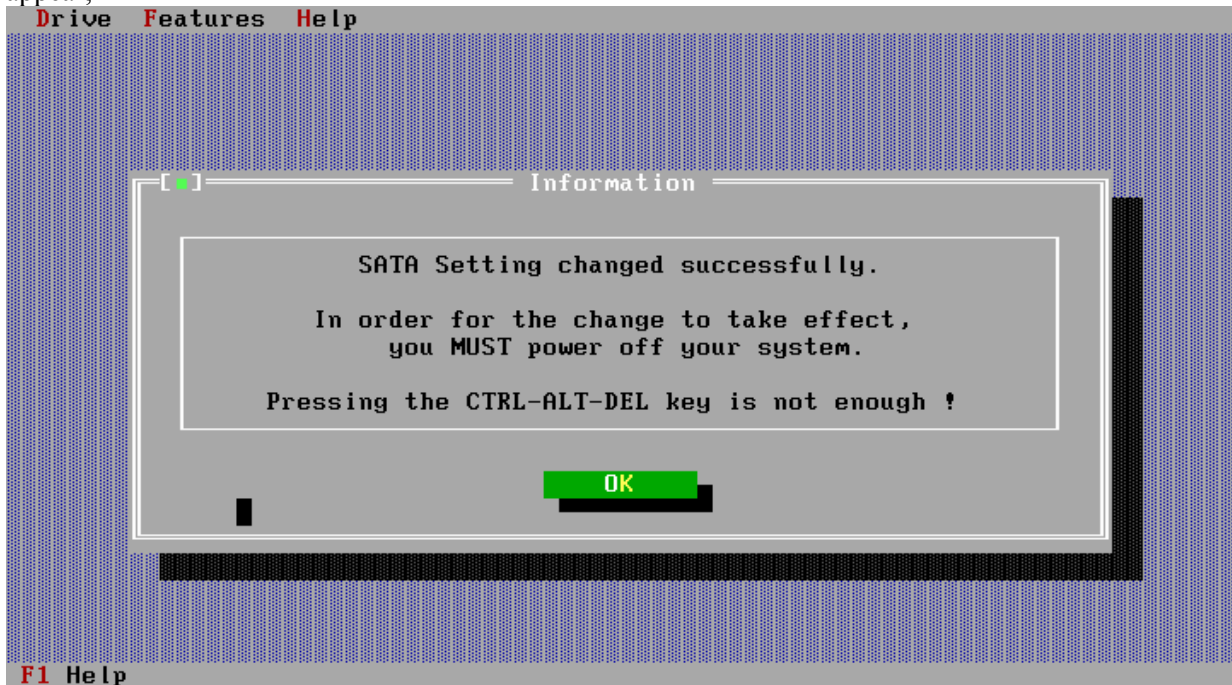 appear,
Drive Features Help
[■] Information
SATA Setting changed successfully.
In order for the change to take effect,
you MUST power off your system.
Pressing the CTRL-ALT-DEL key is not enough !
OK
F1 Help